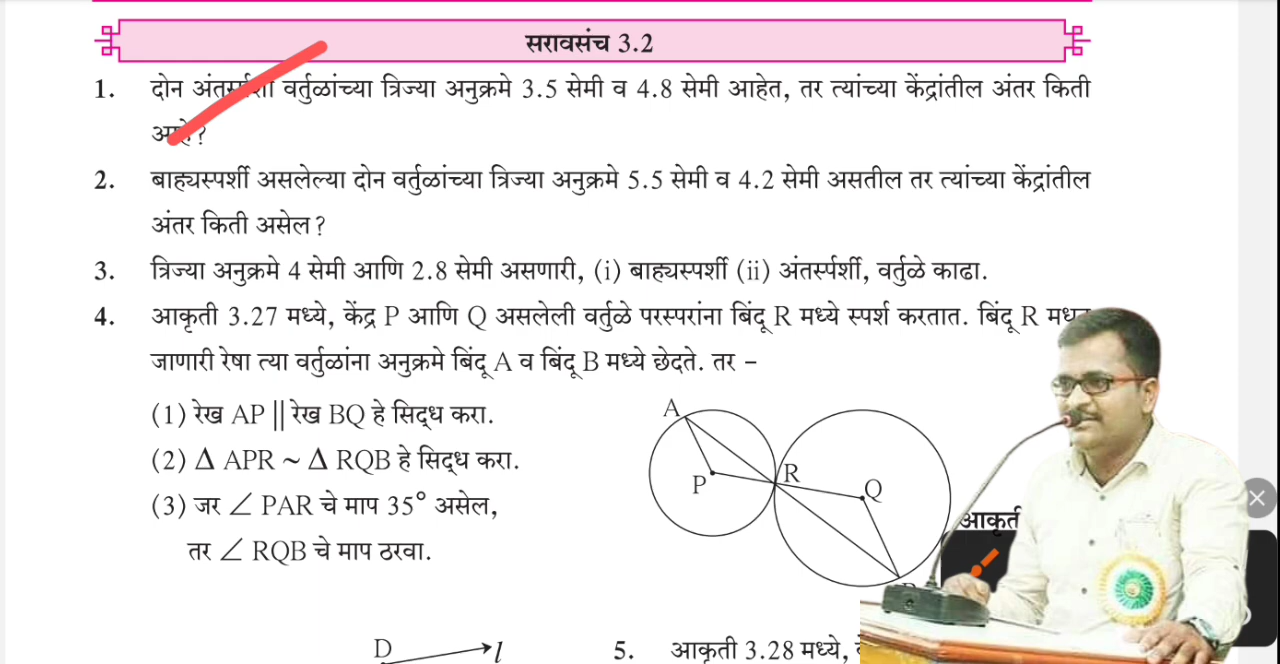 सरावसंच 3.2
1. दोन अंतर्स्पर्शी वर्तुळांच्या त्रिज्या अनुक्रमे 3.5 सेमी व 4.8 सेमी आहेत, तर त्यांच्या केंद्रांतील अंतर किती
आहे?
2. बाह्यस्पर्शी असलेल्या दोन वर्तुळांच्या त्रिज्या अनुक्रमे 5.5 सेमी व 4.2 सेमी असतील तर त्यांच्या केंद्रांतील
अंतर किती असेल?
3. त्रिज्या अनुक्रमे 4 सेमी आणि 2.8 सेमी असणारी, (i) बाह्यस्पर्शी (ii) अंतर्स्पर्शी, वर्तुळे काढा.
4. आकृती 3.27 मध्ये, केंद्र P आणि Q असलेली वर्तुळे परस्परांना बिंदू R मध्ये स्पर्श करतात. बिंदू R
जाणारी रेषा त्या वर्तुळांना अनुक्रमे बिंदू A व बिंदू B मध्ये छेदते. तर –
(1) रेख AP || रेख BQ हे सिद्ध करा.
(2) Δ APR ~ Δ RQB हे सिद्ध करा.
(3) जर ∠ PAR चे माप 35° असेल,
तर ∠ RQB चे माप ठरवा.
A
P
R
Q
आकृती
D
l
5. आकृती 3.28 मध्ये,